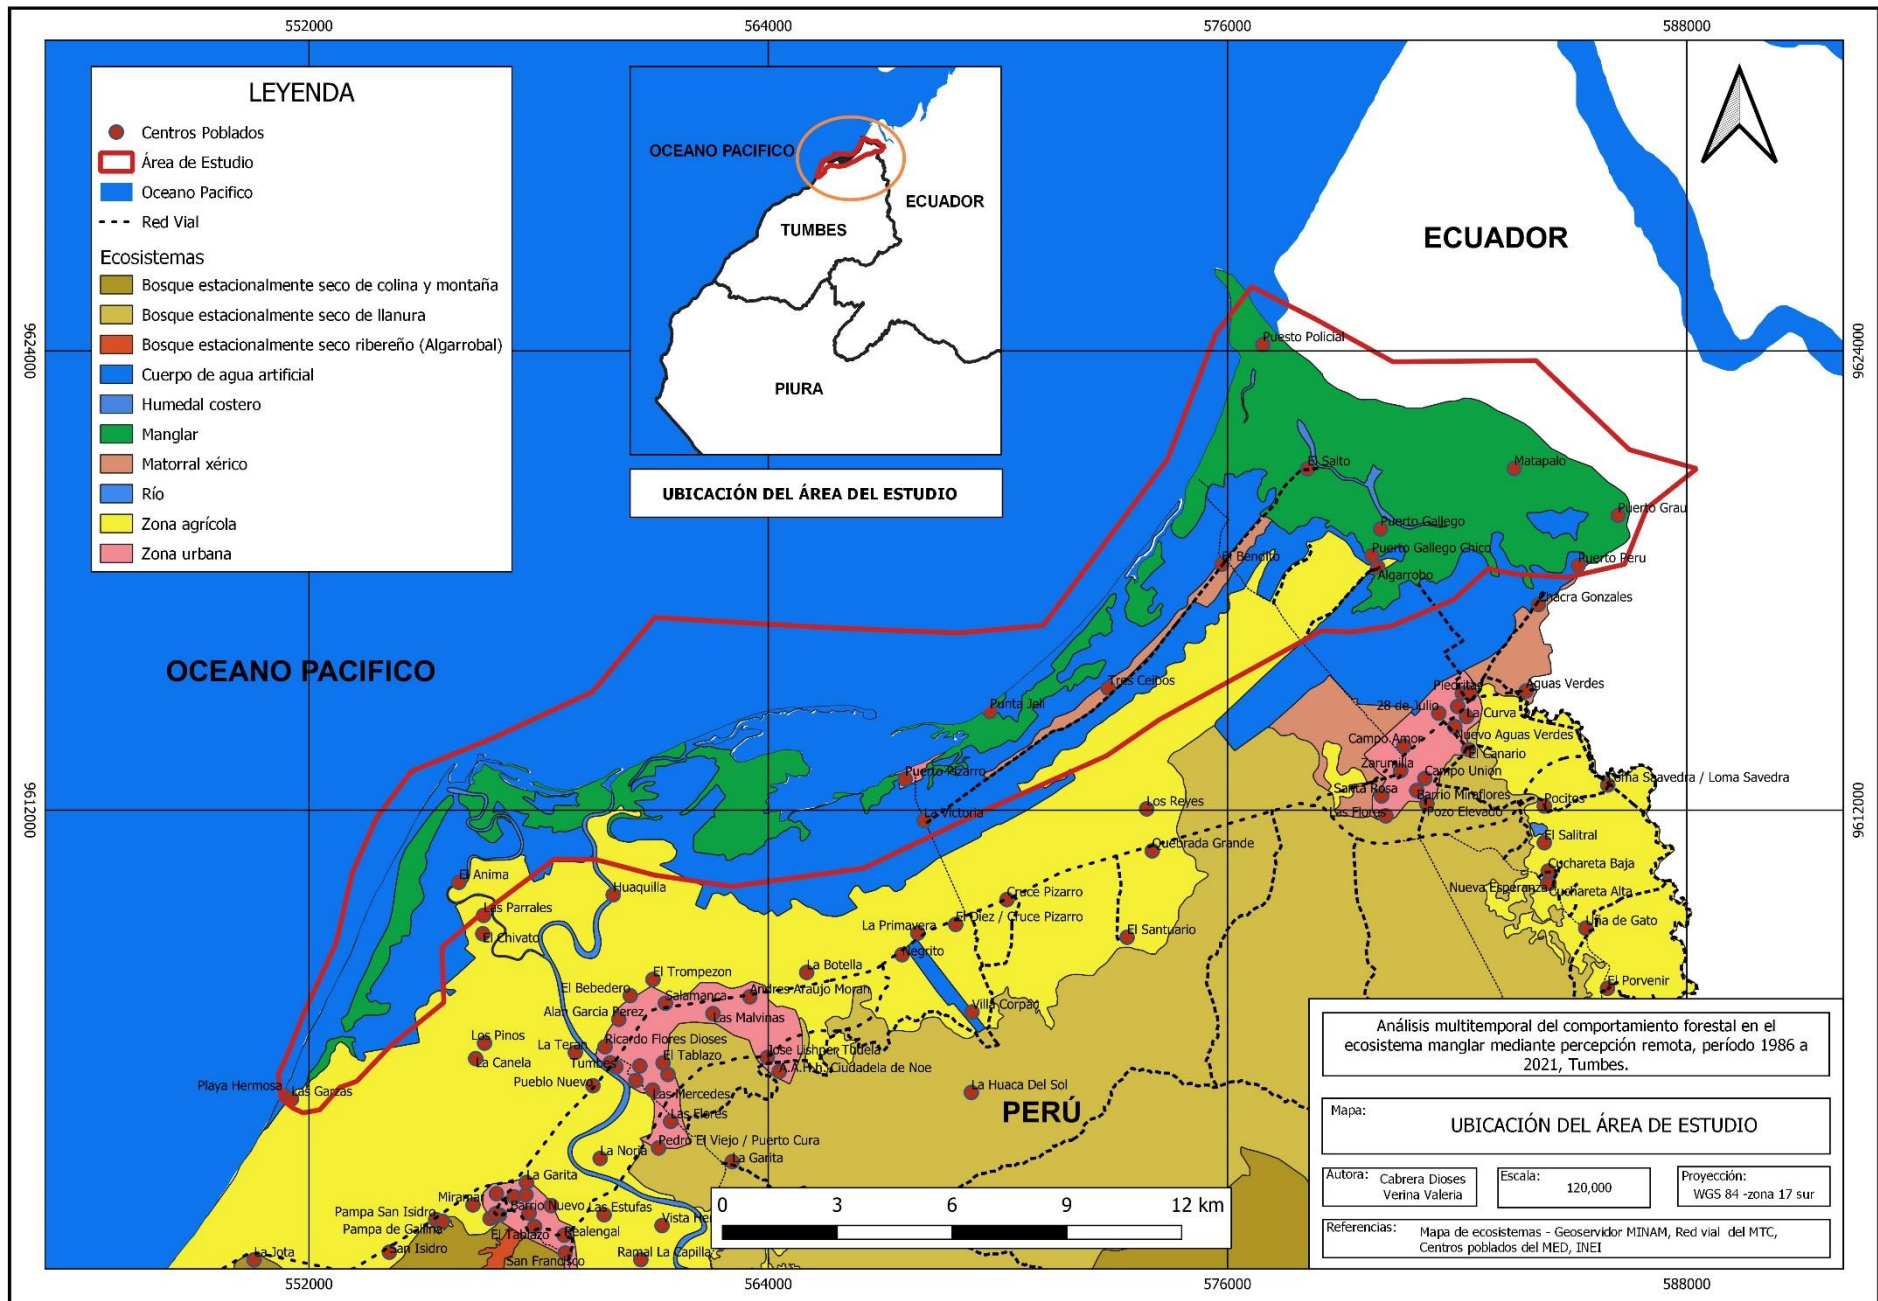 552000
564000
576000
588000
LEYENDA
Centros Poblados
Área de Estudio
Oceano Pacifico
Red Vial
Ecosistemas
Bosque estacionalmente seco de colina y montaña
Bosque estacionalmente seco de llanura
Bosque estacionalmente seco ribereño (Algarrobal)
Cuerpo de agua artificial
Humedal costero
Manglar
Matorral xérico
Río
Zona agrícola
Zona urbana
OCEANO PACIFICO
ECUADOR
TUMBES
PIURA
UBICACIÓN DEL ÁREA DEL ESTUDIO
ECUADOR
9624000
9624000
Puesto Policial
El Salto
Matapalo
Puerto Grau
Puerto Gallego
Puerto Gallego Chico
Puerto Peru
El Bendito
Algarrobo
Chacra Gonzales
OCEANO PACIFICO
Tres Ceibos
Piedritas
Aguas Verdes
Punta Jeli
28 de Julio
La Curva
Nuevo Aguas Verdes
Campo Amor
El Canario
Zarumilla
Puerto Pizarro
Campo Union
Loma Saavedra / Loma Savedra
Santa Rosa
Barrio Miraflores
Pocitos
9612000
9612000
La Victoria
Los Reyes
Las Flores
Pozo Elevado
El Salitral
Quebrada Grande
Cuchareta Baja
El Anima
Huaquilla
Cruce Pizarro
Nueva Esperanza
Cuchareta Alta
Las Parrales
El Diez / Cruce Pizarro
Uña de Gato
El Chivato
La Primavera
El Santuario
Negrito
La Botella
El Trompezon
El Bebedero
Salamanca
Andres Araujo Moran
El Porvenir
Alan Garcia Perez
Las Malvinas
Villa Corpac
Los Pinos
La Teran
Ricardo Flores Dioses
La Canela
Tumbes
El Tablazo
Jose Lishner Tudela
A.A.H.h. Ciudadela de Noe
Playa Hermosa
Las Garzas
Pueblo Nuevo
Las Mercedes
La Huaca Del Sol
PERÚ
Las Flores
Pedro El Viejo / Puerto Cura
La Noria
La Garita
La Garita
Miramar
Barrio Nuevo
Las Estufas
Pampa San Isidro
Pampa de Gallina
El Tablazo
Realengal
San Isidro
La Jota
San Francisco
Ramal La Capilla
0 3 6 9 12 km
Análisis multitemporal del comportamiento forestal en el
ecosistema manglar mediante percepción remota, período 1986 a
2021, Tumbes.
Mapa:
UBICACIÓN DEL ÁREA DE ESTUDIO
Autora: Cabrera Dioses
Verina Valeria
Escala:
120,000
Proyección:
WGS 84 -zona 17 sur
Referencias:
Mapa de ecosistemas - Geoservidor MINAM, Red vial del MTC,
Centros poblados del MED, INEI
552000
564000
576000
588000